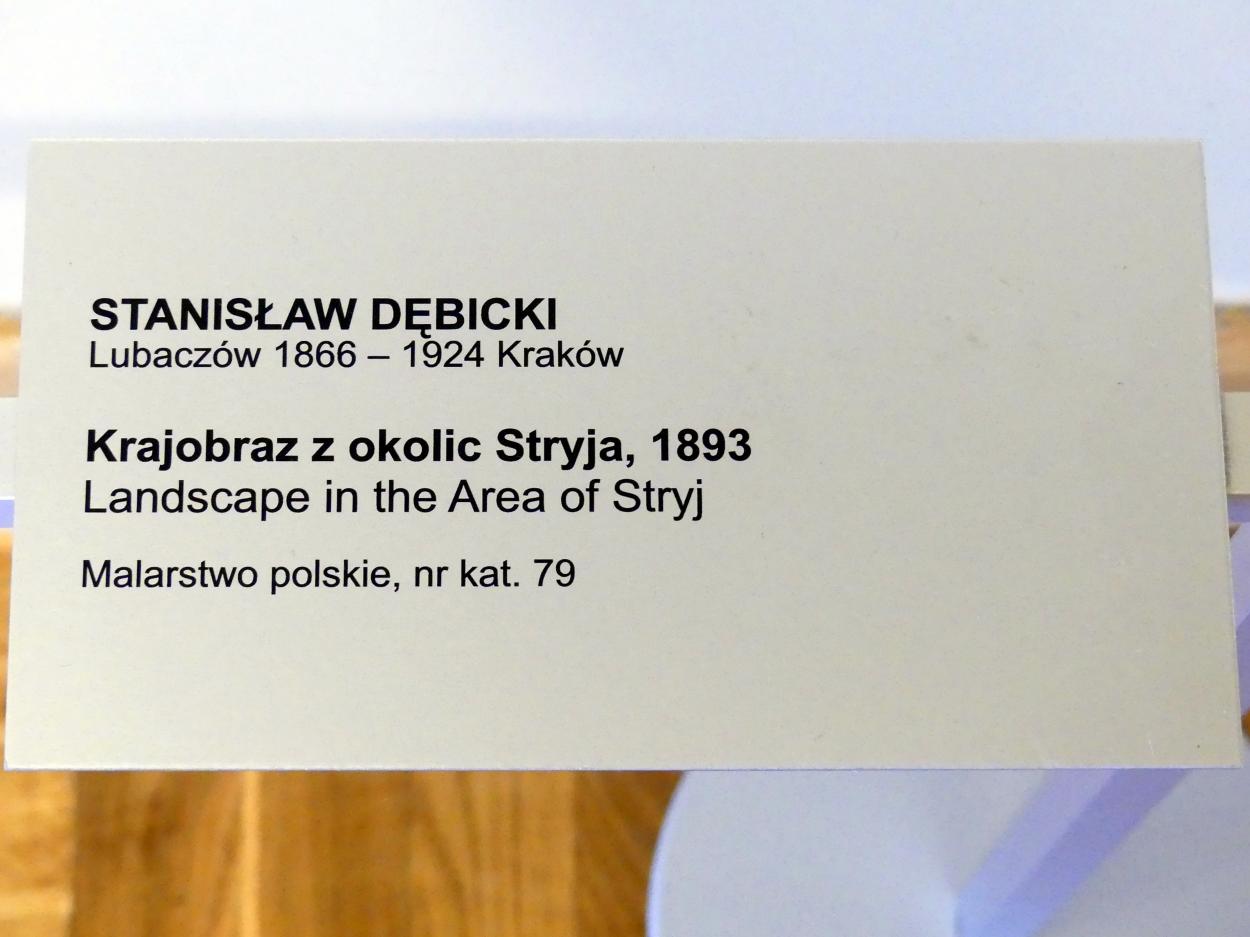 STANISŁAW DĘBICKI
Lubaczów 1866 – 1924 Kraków
Krajobraz z okolic Stryja, 1893
Landscape in the Area of Stryj
Malarstwo polskie, nr kat. 79